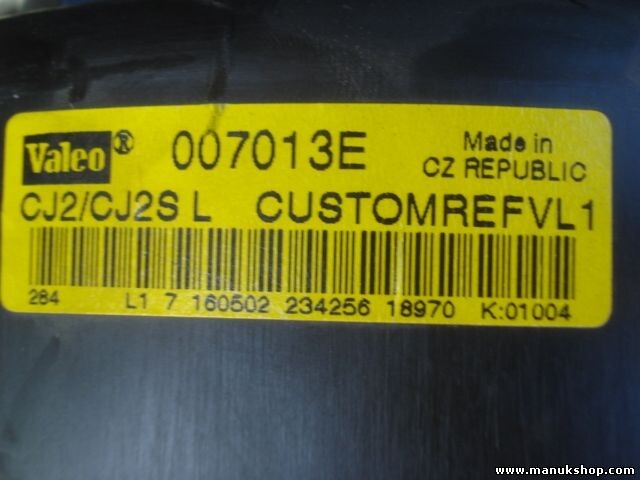 Valeo® 007013E Made in
CZ REPUBLIC
CJ2/CJ2S L CUSTOMREFVL1
284 L1 7 160502 234256 18970 K:01004
www.manukshop.com